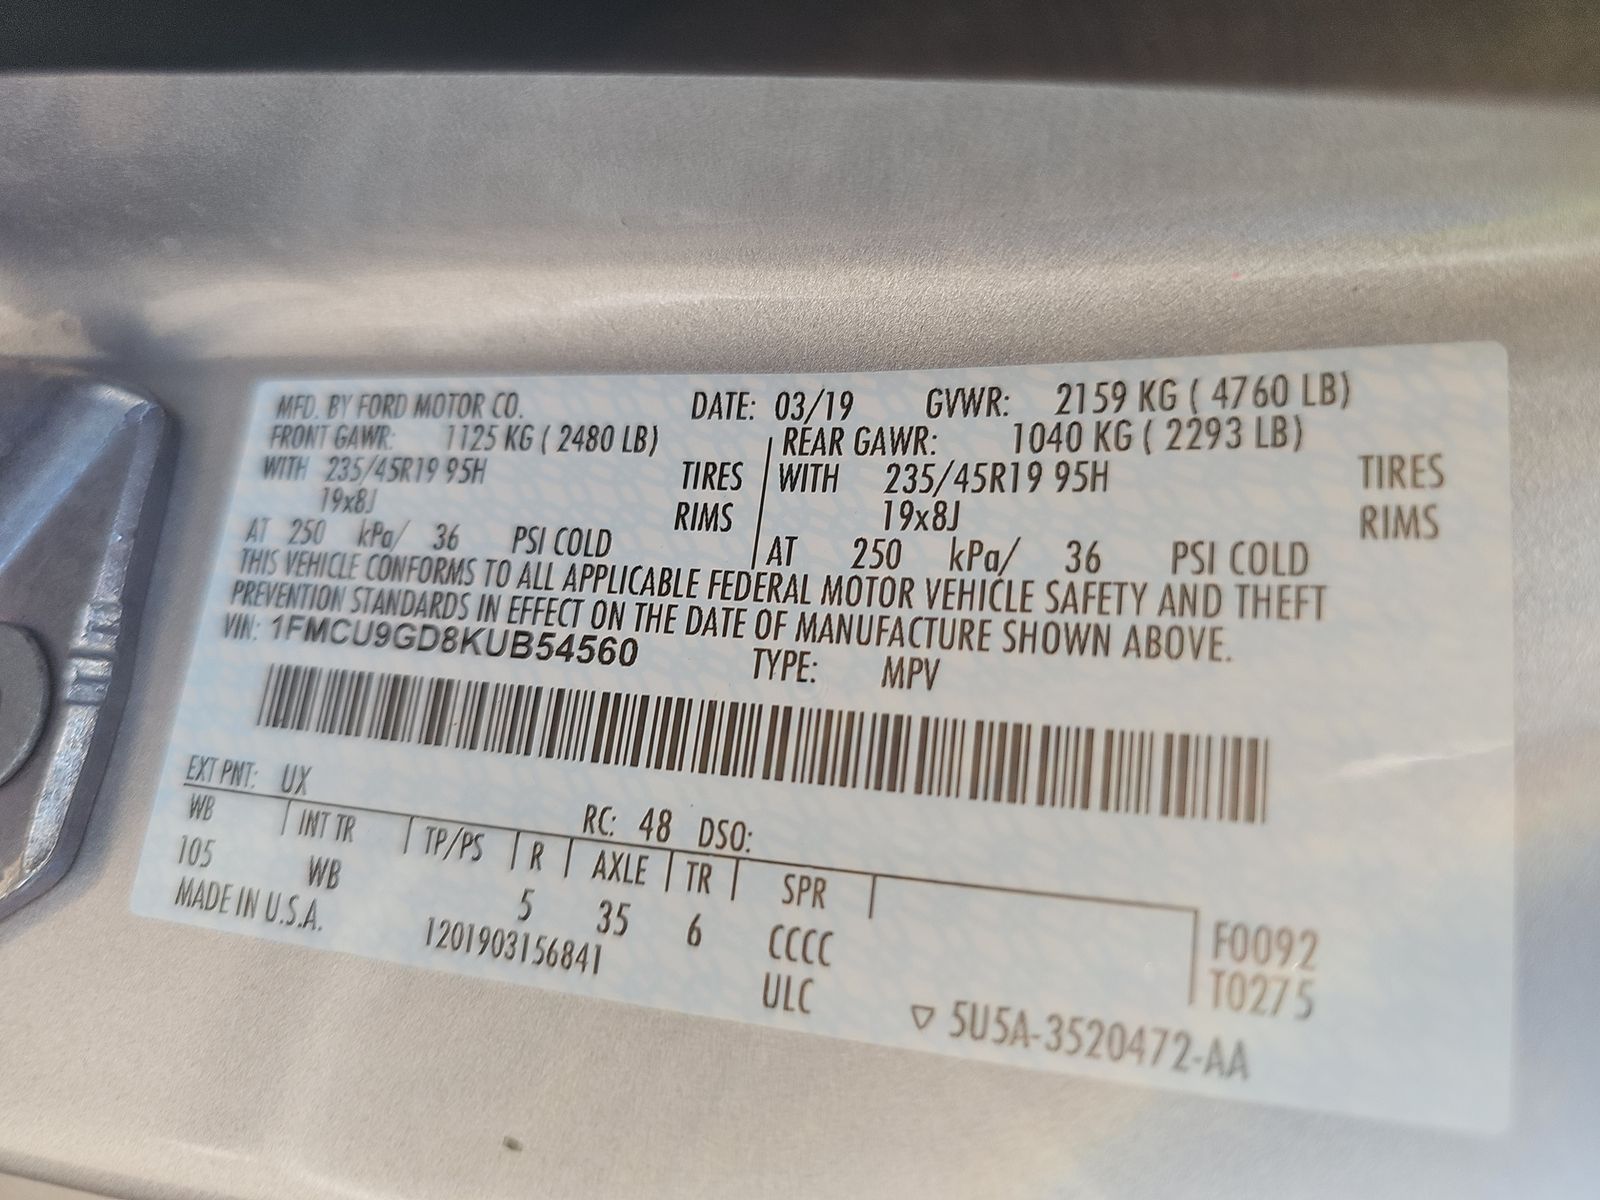 MFD. BY FORD MOTOR CO. DATE: 03/19 GVWR: 2159 KG ( 4760 LB)
FRONT GAWR: 1125 KG ( 2480 LB) REAR GAWR: 1040 KG ( 2293 LB)
WITH 235/45R19 95H TIRES WITH 235/45R19 95H TIRES
19x8J RIMS 19x8J RIMS
AT 250 kPa/ 36 PSI COLD AT 250 kPa/ 36 PSI COLD
THIS VEHICLE CONFORMS TO ALL APPLICABLE FEDERAL MOTOR VEHICLE SAFETY AND THEFT
PREVENTION STANDARDS IN EFFECT ON THE DATE OF MANUFACTURE SHOWN ABOVE.
VIN: 1FMCU9GD8KUB54560 TYPE: MPV
EXT PNT: UX RC: 48 DSO:
WB INT TR TP/PS R AXLE TR SPR
105 WB 5 35 6 CCCC F0092
ULC T0275
MADE IN U.S.A. 1201903156841 ▽ 5U5A-3520472-AA